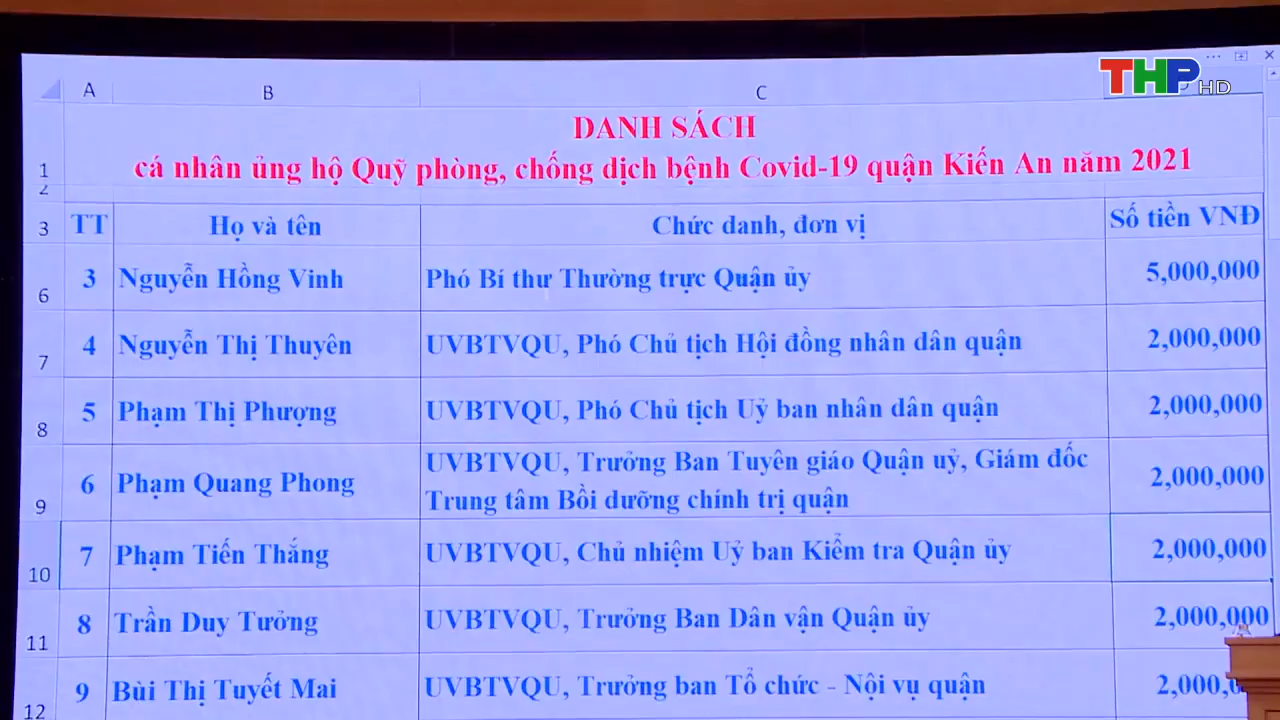 THP HD
A B C
1 DANH SÁCH
cá nhân ủng hộ Quỹ phòng, chống dịch bệnh Covid-19 quận Kiến An năm 2021
2
3 TT Họ và tên Chức danh, đơn vị Số tiền VNĐ
6 3 Nguyễn Hồng Vinh Phó Bí thư Thường trực Quận ủy 5,000,000
7 4 Nguyễn Thị Thuyên UVBTVQU, Phó Chủ tịch Hội đồng nhân dân quận 2,000,000
8 5 Phạm Thị Phượng UVBTVQU, Phó Chủ tịch Uỷ ban nhân dân quận 2,000,000
9 6 Phạm Quang Phong UVBTVQU, Trưởng Ban Tuyên giáo Quận uỷ, Giám đốc
Trung tâm Bồi dưỡng chính trị quận 2,000,000
10 7 Phạm Tiến Thắng UVBTVQU, Chủ nhiệm Uỷ ban Kiểm tra Quận ủy 2,000,000
11 8 Trần Duy Tưởng UVBTVQU, Trưởng Ban Dân vận Quận ủy 2,000,000
12 9 Bùi Thị Tuyết Mai UVBTVQU, Trưởng ban Tổ chức - Nội vụ quận